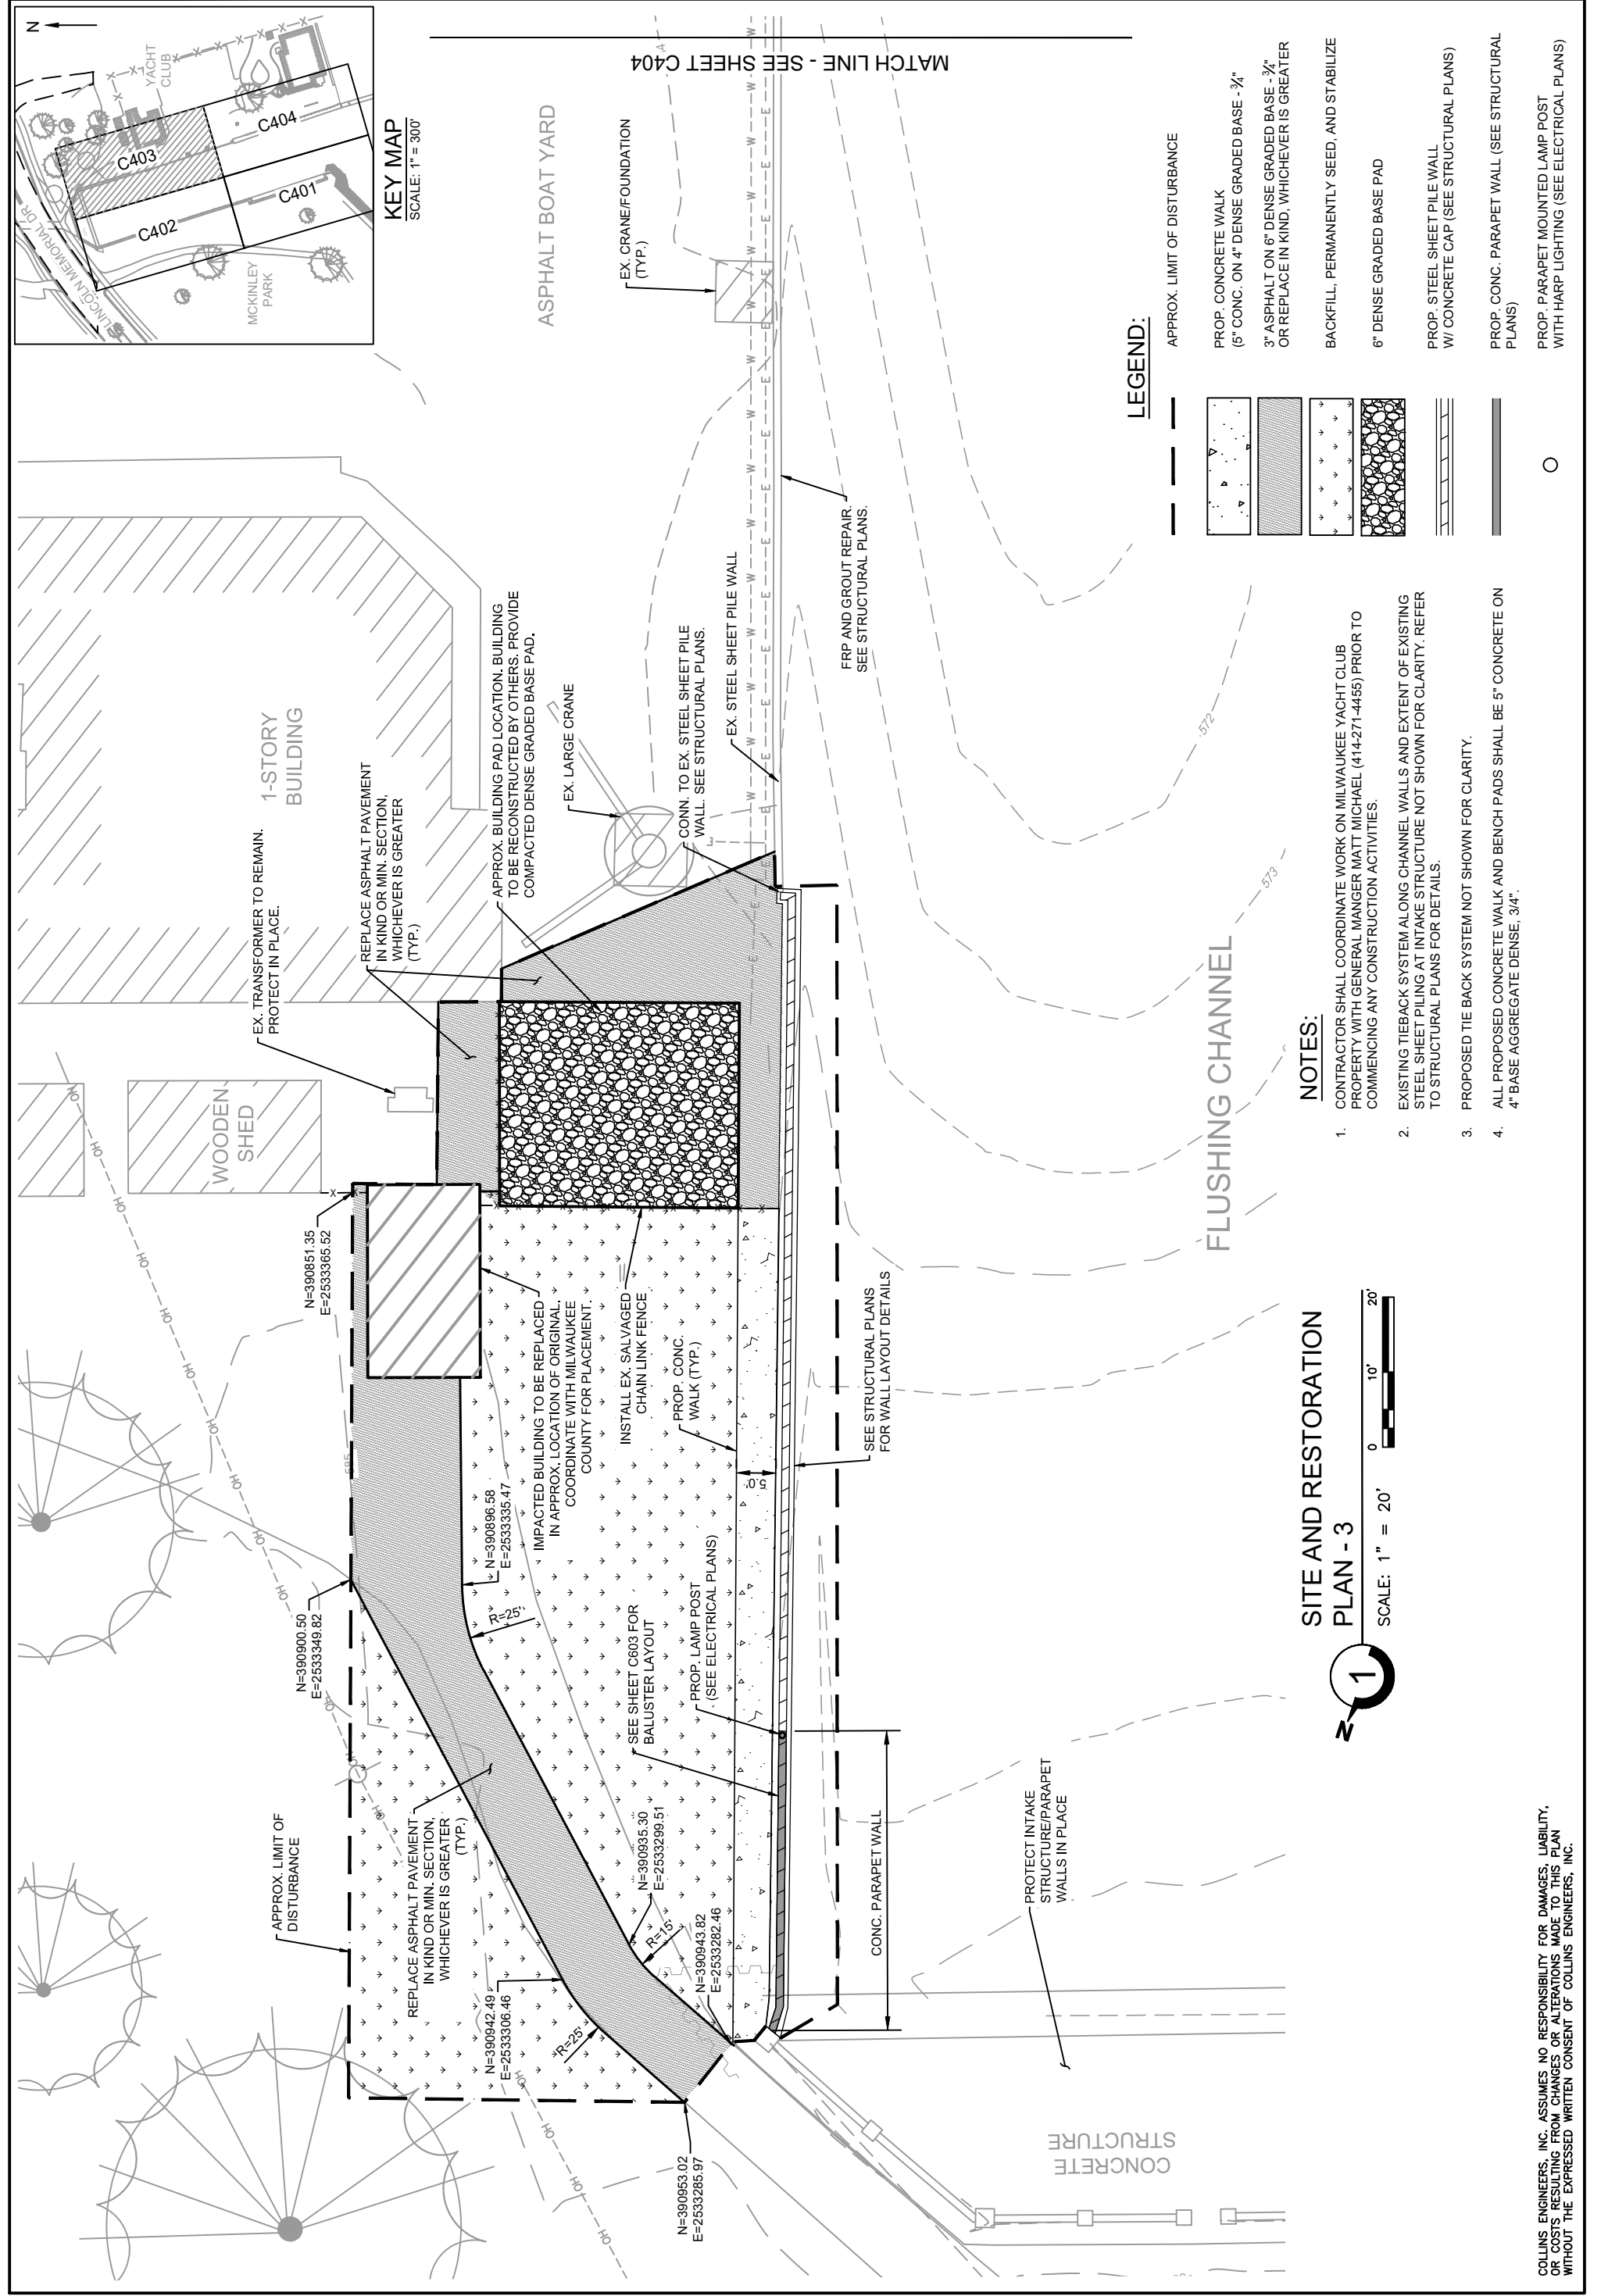 N
YACHT
CLUB
LINCOLN MEMORIAL DR
C403
C404
C402
C401
MCKINLEY
PARK
KEY MAP
SCALE: 1" = 300'
MATCH LINE - SEE SHEET C404
ASPHALT BOAT YARD
EX. CRANE/FOUNDATION
(TYP.)
1-STORY
BUILDING
EX. TRANSFORMER TO REMAIN.
PROTECT IN PLACE.
REPLACE ASPHALT PAVEMENT
IN KIND OR MIN. SECTION,
WHICHEVER IS GREATER
(TYP.)
APPROX. BUILDING PAD LOCATION. BUILDING
TO BE RECONSTRUCTED BY OTHERS. PROVIDE
COMPACTED DENSE GRADED BASE PAD.
EX. LARGE CRANE
CONN. TO EX. STEEL SHEET PILE
WALL. SEE STRUCTURAL PLANS.
EX. STEEL SHEET PILE WALL
FRP AND GROUT REPAIR.
SEE STRUCTURAL PLANS.
WOODEN
SHED
N=390851.35
E=2533365.52
IMPACTED BUILDING TO BE REPLACED
IN APPROX. LOCATION OF ORIGINAL.
COORDINATE WITH MILWAUKEE
COUNTY FOR PLACEMENT.
INSTALL EX. SALVAGED
CHAIN LINK FENCE
PROP. CONC.
WALK (TYP.)
5.0'
SEE STRUCTURAL PLANS
FOR WALL LAYOUT DETAILS
585
572
573
FLUSHING CHANNEL
N=390900.50
E=2533349.82
N=390896.58
E=2533335.47
R=25'
SEE SHEET C603 FOR
BALUSTER LAYOUT
PROP. LAMP POST
(SEE ELECTRICAL PLANS)
APPROX. LIMIT OF
DISTURBANCE
REPLACE ASPHALT PAVEMENT
IN KIND OR MIN. SECTION,
WHICHEVER IS GREATER
(TYP.)
N=390935.30
E=2533299.51
R=15'
N=390942.49
E=2533306.46
R=25'
N=390943.82
E=2533282.46
N=390953.02
E=2533285.97
CONC. PARAPET WALL
PROTECT INTAKE
STRUCTURE/PARAPET
WALLS IN PLACE
CONCRETE
STRUCTURE
OH OH OH OH OH OH OH OH OH OH OH OH OH OH
W W W W W W W W W W W
E E E E E E E E E E E
LEGEND:
APPROX. LIMIT OF DISTURBANCE
PROP. CONCRETE WALK
(5" CONC. ON 4" DENSE GRADED BASE - ¾"
3" ASPHALT ON 6" DENSE GRADED BASE - ¾"
OR REPLACE IN KIND, WHICHEVER IS GREATER
BACKFILL, PERMANENTLY SEED, AND STABILIZE
6" DENSE GRADED BASE PAD
PROP. STEEL SHEET PILE WALL
W/ CONCRETE CAP (SEE STRUCTURAL PLANS)
PROP. CONC. PARAPET WALL (SEE STRUCTURAL
PLANS)
PROP. PARAPET MOUNTED LAMP POST
WITH HARP LIGHTING (SEE ELECTRICAL PLANS)
NOTES:
1. CONTRACTOR SHALL COORDINATE WORK ON MILWAUKEE YACHT CLUB
PROPERTY WITH GENERAL MANGER MATT MICHAEL (414-271-4455) PRIOR TO
COMMENCING ANY CONSTRUCTION ACTIVITIES.
2. EXISTING TIEBACK SYSTEM ALONG CHANNEL WALLS AND EXTENT OF EXISTING
STEEL SHEET PILING AT INTAKE STRUCTURE NOT SHOWN FOR CLARITY. REFER
TO STRUCTURAL PLANS FOR DETAILS.
3. PROPOSED TIE BACK SYSTEM NOT SHOWN FOR CLARITY.
4. ALL PROPOSED CONCRETE WALK AND BENCH PADS SHALL BE 5" CONCRETE ON
4" BASE AGGREGATE DENSE, 3/4".
N
1
SITE AND RESTORATION
PLAN - 3
SCALE: 1" = 20'
0 10' 20'
COLLINS ENGINEERS, INC. ASSUMES NO RESPONSIBILITY FOR DAMAGES, LIABILITY,
OR COSTS RESULTING FROM CHANGES OR ALTERATIONS MADE TO THIS PLAN
WITHOUT THE EXPRESSED WRITTEN CONSENT OF COLLINS ENGINEERS, INC.